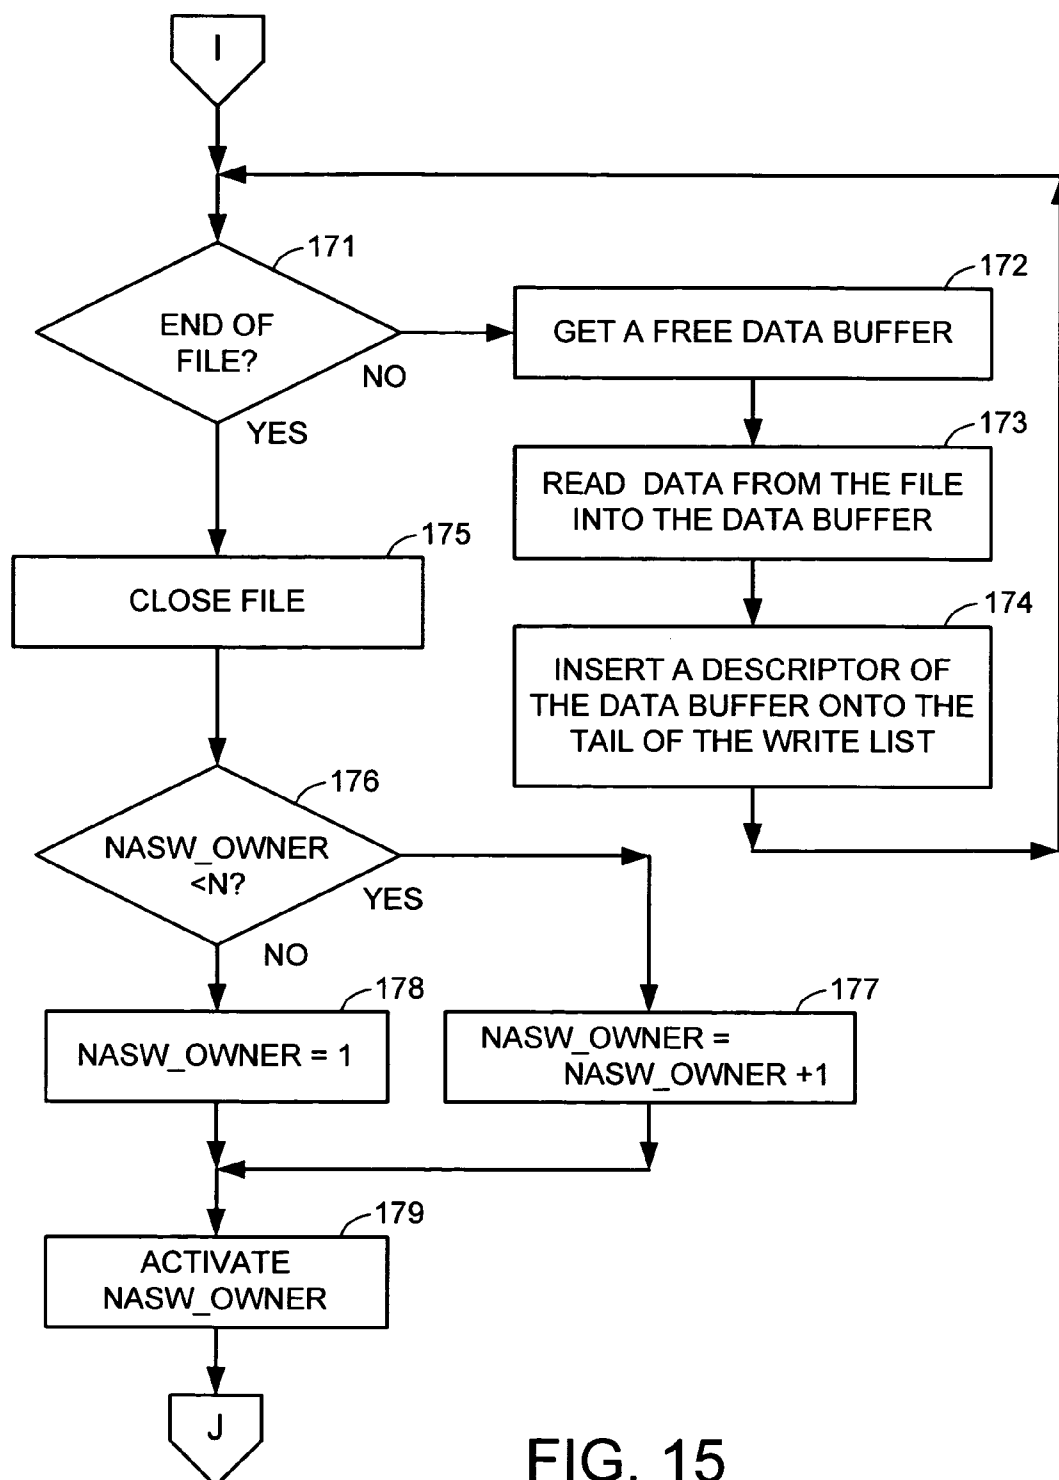 I
171
END OF
FILE?
NO
YES
172
GET A FREE DATA BUFFER
173
READ DATA FROM THE FILE
INTO THE DATA BUFFER
174
INSERT A DESCRIPTOR OF
THE DATA BUFFER ONTO THE
TAIL OF THE WRITE LIST
175
CLOSE FILE
176
NASW_OWNER
<N?
YES
NO
178
NASW_OWNER = 1
177
NASW_OWNER =
NASW_OWNER +1
179
ACTIVATE
NASW_OWNER
J
FIG. 15